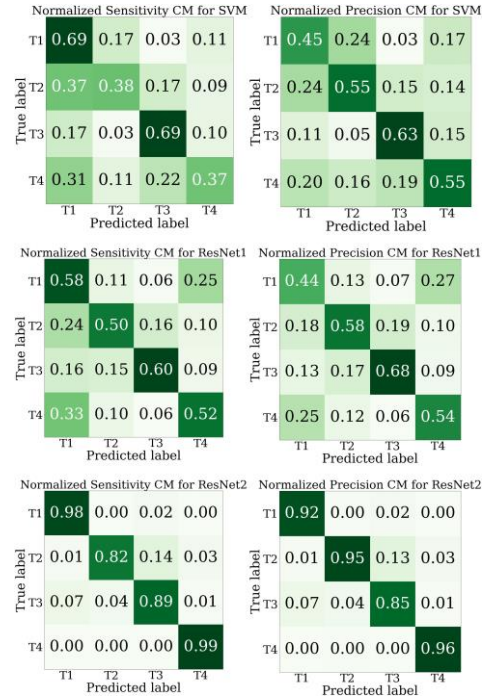 Normalized Sensitivity CM for SVM
True label
T1 0.69 0.17 0.03 0.11
T2 0.37 0.38 0.17 0.09
T3 0.17 0.03 0.69 0.10
T4 0.31 0.11 0.22 0.37
T1 T2 T3 T4
Predicted label
Normalized Precision CM for SVM
True label
T1 0.45 0.24 0.03 0.17
T2 0.24 0.55 0.15 0.14
T3 0.11 0.05 0.63 0.15
T4 0.20 0.16 0.19 0.55
T1 T2 T3 T4
Predicted label
Normalized Sensitivity CM for ResNet1
True label
T1 0.58 0.11 0.06 0.25
T2 0.24 0.50 0.16 0.10
T3 0.16 0.15 0.60 0.09
T4 0.33 0.10 0.06 0.52
T1 T2 T3 T4
Predicted label
Normalized Precision CM for ResNet1
True label
T1 0.44 0.13 0.07 0.27
T2 0.18 0.58 0.19 0.10
T3 0.13 0.17 0.68 0.09
T4 0.25 0.12 0.06 0.54
T1 T2 T3 T4
Predicted label
Normalized Sensitivity CM for ResNet2
True label
T1 0.98 0.00 0.02 0.00
T2 0.01 0.82 0.14 0.03
T3 0.07 0.04 0.89 0.01
T4 0.00 0.00 0.00 0.99
T1 T2 T3 T4
Predicted label
Normalized Precision CM for ResNet2
True label
T1 0.92 0.00 0.02 0.00
T2 0.01 0.95 0.13 0.03
T3 0.07 0.04 0.85 0.01
T4 0.00 0.00 0.00 0.96
T1 T2 T3 T4
Predicted label